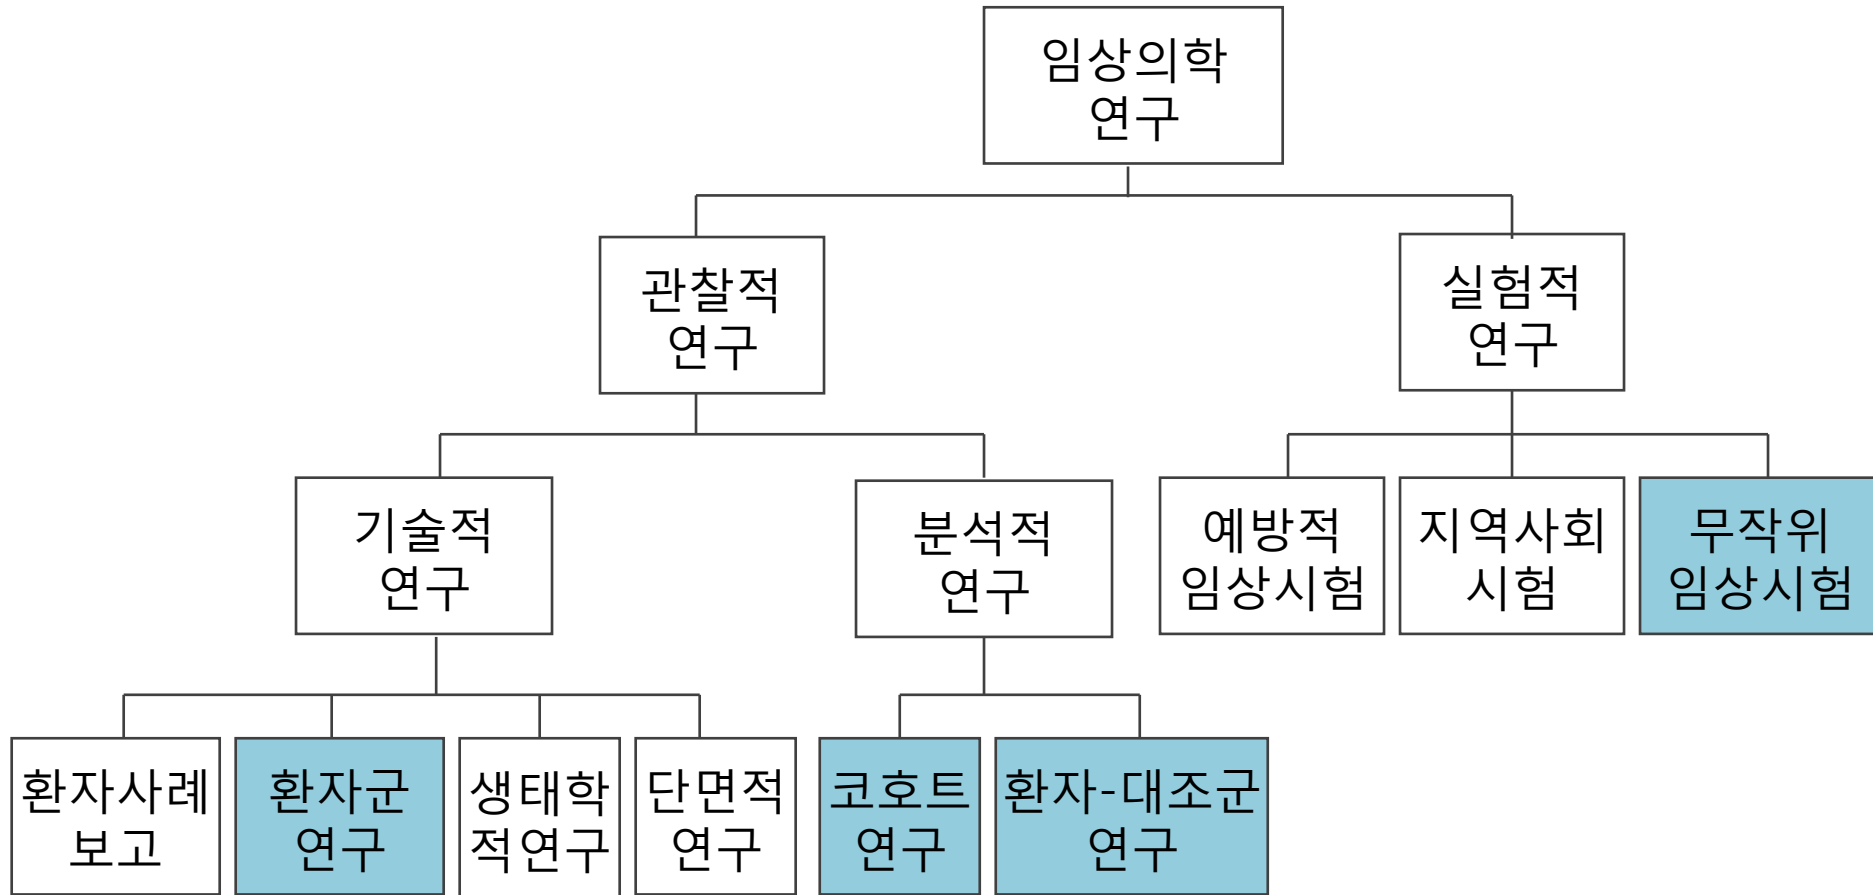 임상의학
연구
관찰적
연구
실험적
연구
기술적
연구
분석적
연구
예방적
임상시험
지역사회
시험
무작위
임상시험
환자사례
보고
환자군
연구
생태학
적연구
단면적
연구
코호트
연구
환자-대조군
연구